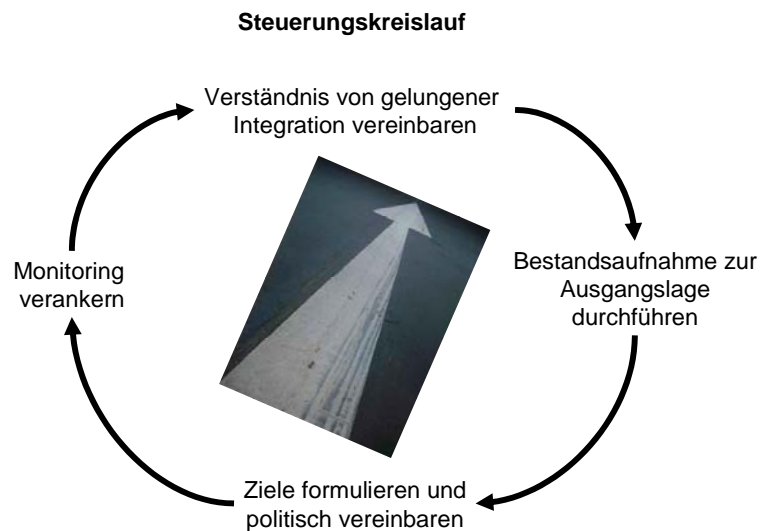 Steuerungskreislauf
Verständnis von gelungener
Integration vereinbaren
Bestandsaufnahme zur
Ausgangslage
durchführen
Ziele formulieren und
politisch vereinbaren
Monitoring
verankern